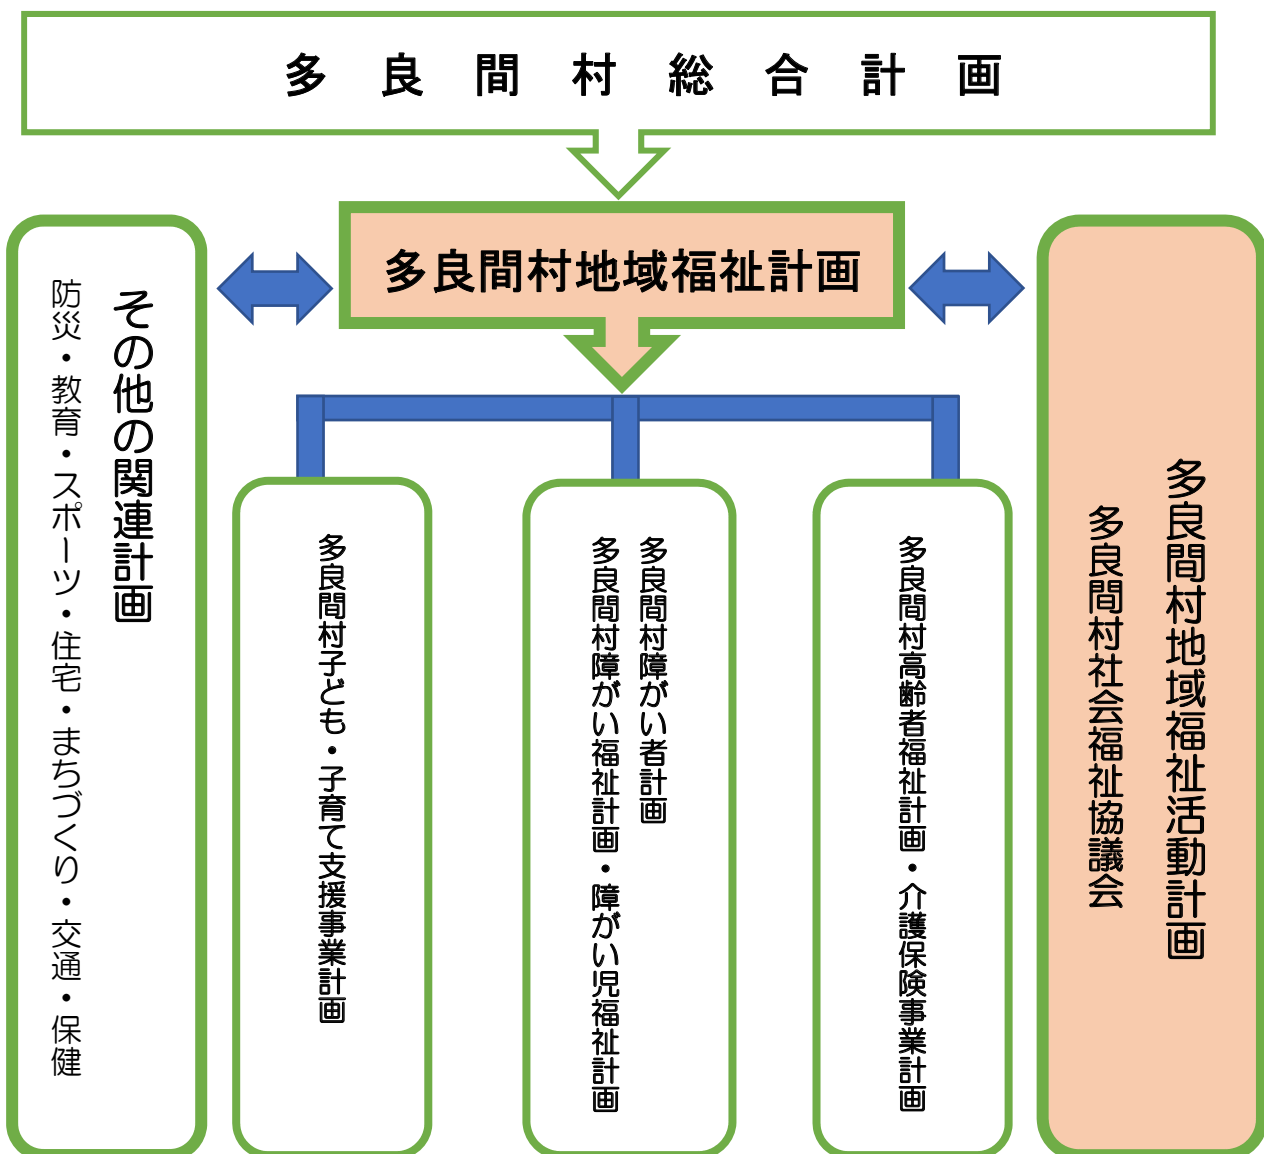 多良間村総合計画
多良間村地域福祉計画
その他の関連計画
防災・教育・スポーツ・住宅・まちづくり・交通・保健
多良間村子ども・子育て支援事業計画
多良間村障がい者計画
多良間村障がい福祉計画・障がい児福祉計画
多良間村高齢者福祉計画・介護保険事業計画
多良間村地域福祉活動計画
多良間村社会福祉協議会